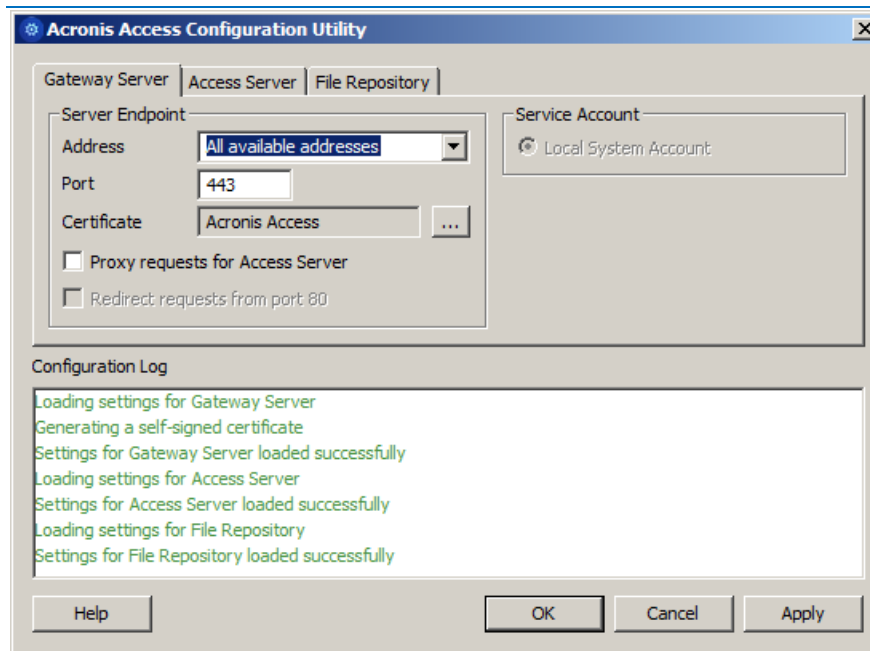 Acronis Access Configuration Utility
Gateway Server Access Server File Repository
Server Endpoint
Address All available addresses
Port 443
Certificate Acronis Access ...
Proxy requests for Access Server
Redirect requests from port 80
Service Account
Local System Account
Configuration Log
Loading settings for Gateway Server
Generating a self-signed certificate
Settings for Gateway Server loaded successfully
Loading settings for Access Server
Settings for Access Server loaded successfully
Loading settings for File Repository
Settings for File Repository loaded successfully
Help OK Cancel Apply